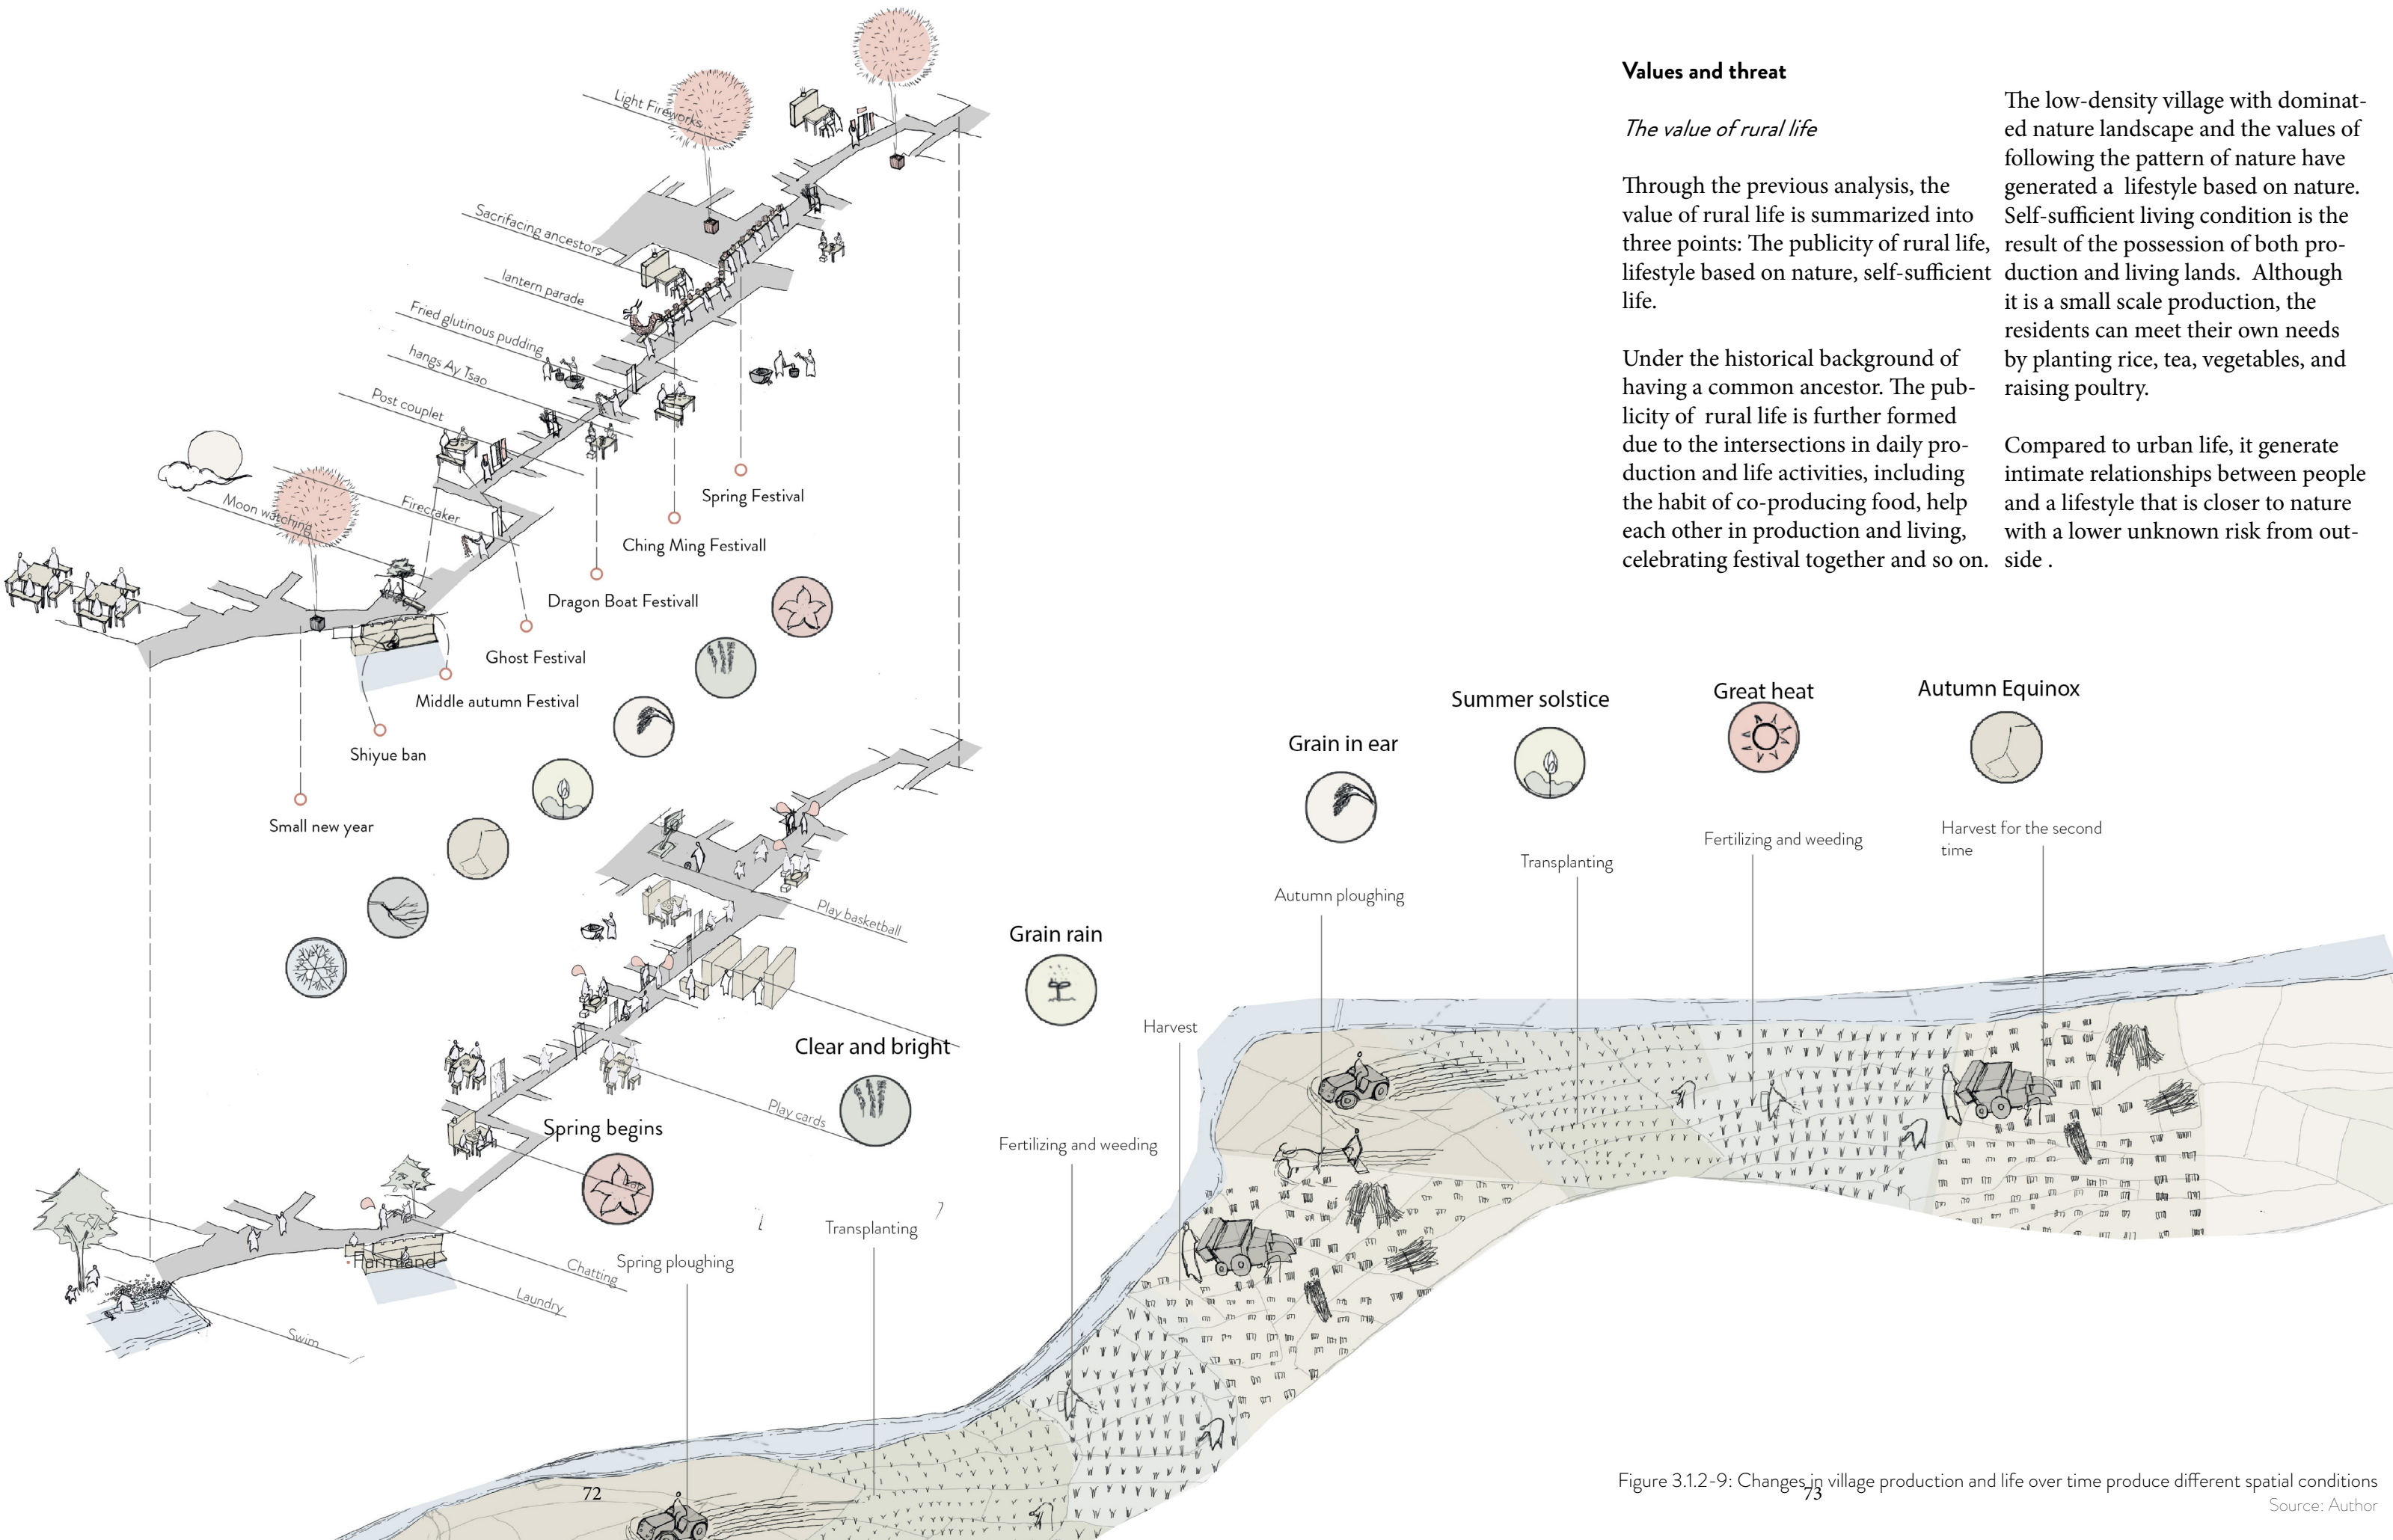 Light Fireworks
Sacrifacing ancestors
lantern parade
Fried glutinous pudding
hangs Ay Tsao
Post couplet
Firecraker
Moon watching
Spring Festival
Ching Ming Festivall
Dragon Boat Festivall
Ghost Festival
Middle autumn Festival
Shiyue ban
Small new year
Play basketball
Play cards
Chatting
Laundry
Swim
Farmland
Spring begins
Spring ploughing
Clear and bright
Transplanting
Grain rain
Fertilizing and weeding
Harvest
Grain in ear
Autumn ploughing
Summer solstice
Transplanting
Great heat
Fertilizing and weeding
Autumn Equinox
Harvest for the second
time
72
Values and threat
The value of rural life
Through the previous analysis, the
value of rural life is summarized into
three points: The publicity of rural life,
lifestyle based on nature, self-sufficient
life.
Under the historical background of
having a common ancestor. The pub-
licity of rural life is further formed
due to the intersections in daily pro-
duction and life activities, including
the habit of co-producing food, help
each other in production and living,
celebrating festival together and so on.
The low-density village with dominat-
ed nature landscape and the values of
following the pattern of nature have
generated a lifestyle based on nature.
Self-sufficient living condition is the
result of the possession of both pro-
duction and living lands. Although
it is a small scale production, the
residents can meet their own needs
by planting rice, tea, vegetables, and
raising poultry.
Compared to urban life, it generate
intimate relationships between people
and a lifestyle that is closer to nature
with a lower unknown risk from out-
side .
Figure 3.1.2-9: Changes in village production and life over time produce different spatial conditions
73
Source: Author